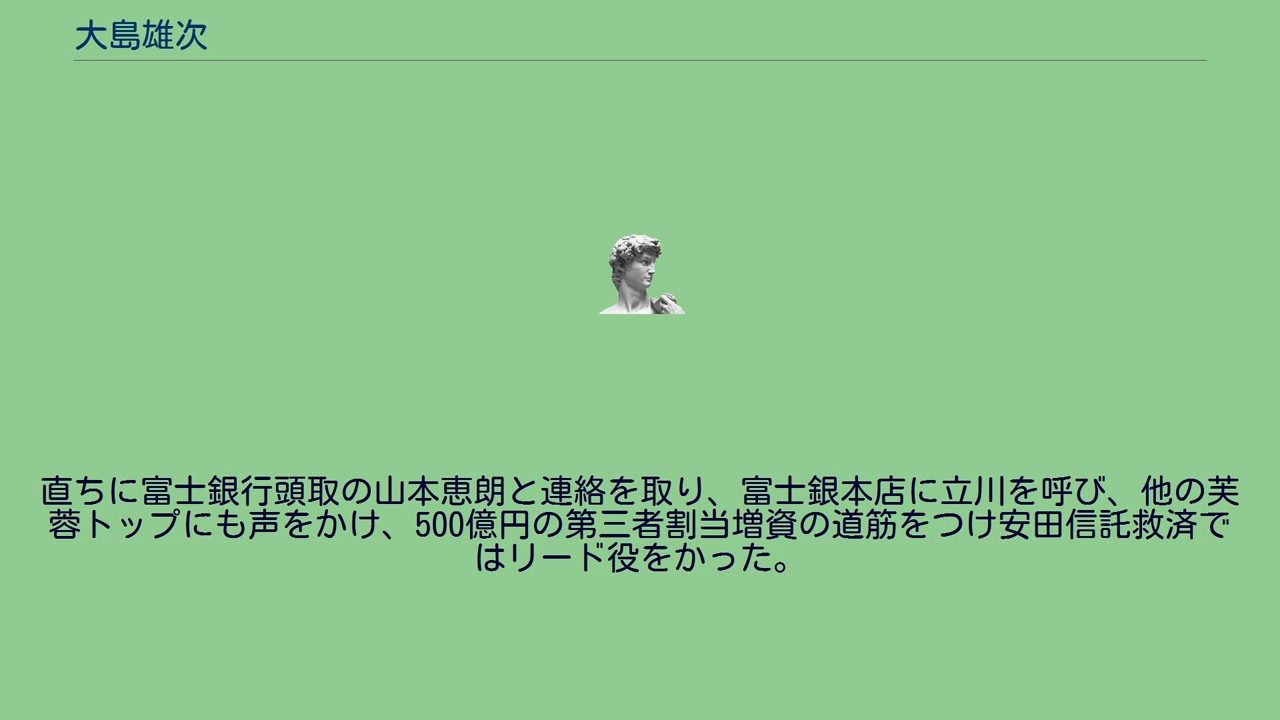 大島雄次
直ちに富士銀行頭取の山本恵朗と連絡を取り、富士銀本店に立川を呼び、他の芙
蓉トップにも声をかけ、500億円の第三者割当増資の道筋をつけ安田信託救済で
はリード役をかった。